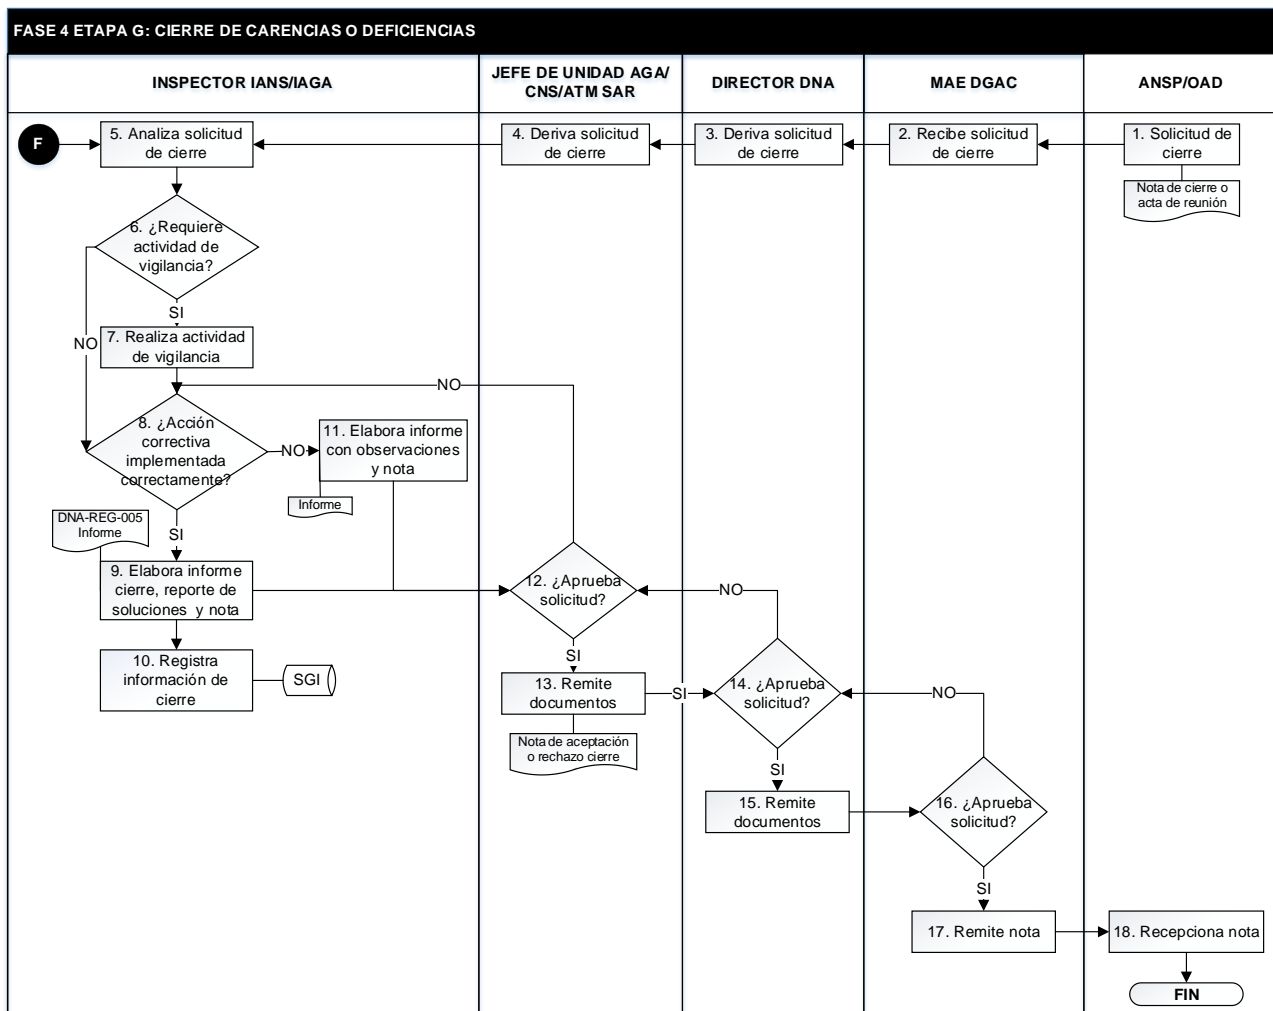 FASE 4 ETAPA G: CIERRE DE CARENCIAS O DEFICIENCIAS
INSPECTOR IANS/IAGA
JEFE DE UNIDAD AGA/
CNS/ATM SAR
DIRECTOR DNA
MAE DGAC
ANSP/OAD
F
5. Analiza solicitud
de cierre
4. Deriva solicitud
de cierre
3. Deriva solicitud
de cierre
2. Recibe solicitud
de cierre
1. Solicitud de
cierre
Nota de cierre o
acta de reunión
6. ¿Requiere
actividad de
vigilancia?
SI
NO
7. Realiza actividad
de vigilancia
NO
8. ¿Acción
correctiva
implementada
correctamente?
NO
11. Elabora informe
con observaciones
y nota
Informe
DNA-REG-005
Informe
SI
9. Elabora informe
cierre, reporte de
soluciones y nota
12. ¿Aprueba
solicitud?
NO
SI
10. Registra
información de
cierre
SGI
13. Remite
documentos
SI
14. ¿Aprueba
solicitud?
NO
Nota de aceptación
o rechazo cierre
SI
15. Remite
documentos
16. ¿Aprueba
solicitud?
SI
17. Remite nota
18. Recepciona nota
FIN